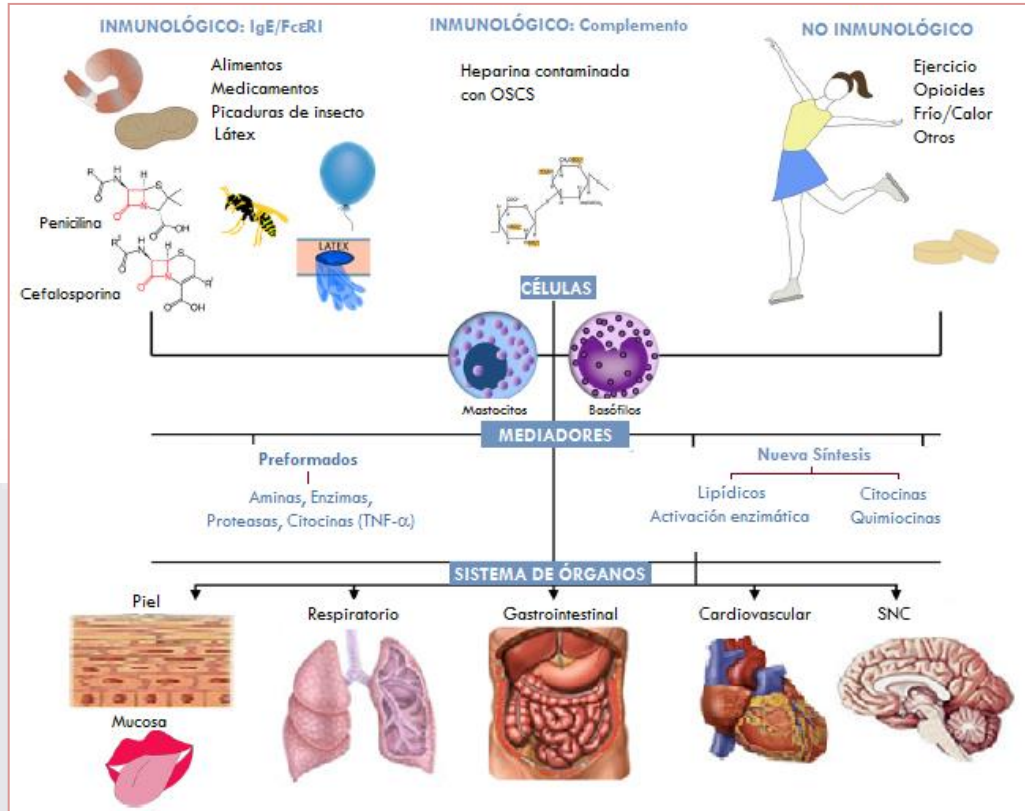 INMUNOLÓGICO: IgE/FcεRI
Alimentos
Medicamentos
Picaduras de insecto
Látex
Penicilina
Cefalosporina
LATEX
INMUNOLÓGICO: Complemento
Heparina contaminada
con OSCS
NO INMUNOLÓGICO
Ejercicio
Opioides
Frío/Calor
Otros
CÉLULAS
Mastocitos
Basófilos
MEDIADORES
Preformados
Aminas, Enzimas,
Proteasas, Citocinas (TNF-α)
Nueva Síntesis
Lipídicos
Activación enzimática
Citocinas
Quimiocinas
SISTEMA DE ÓRGANOS
Piel
Mucosa
Respiratorio
Gastrointestinal
Cardiovascular
SNC